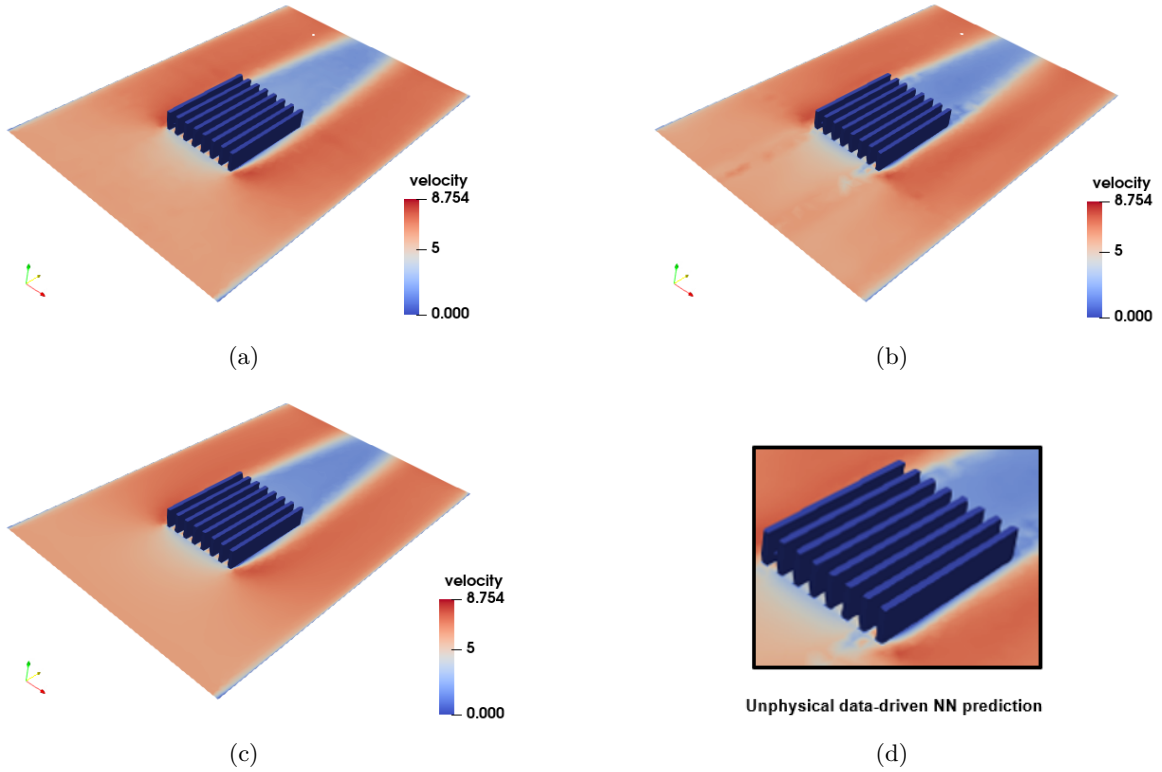 velocity
8.754
5
0.000
(a)
velocity
8.754
5
0.000
(b)
velocity
8.754
5
0.000
(c)
Unphysical data-driven NN prediction
(d)